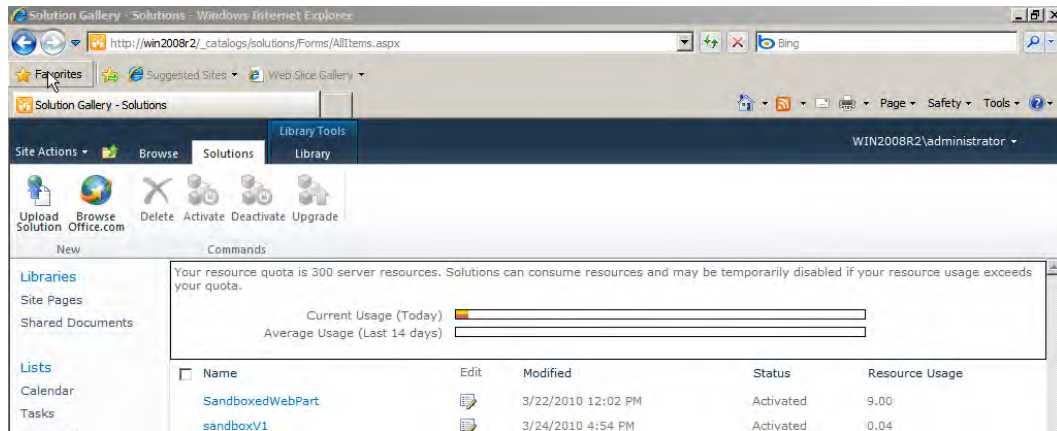 Solution Gallery - Solutions - Windows Internet Explorer
http://win2008r2/_catalogs/solutions/Forms/AllItems.aspx
Bing
Favorites Suggested Sites Web Slice Gallery
Solution Gallery - Solutions
Page Safety Tools
Library Tools
Site Actions Browse Solutions Library
WIN2008R2\administrator
Upload Solution
Browse Office.com
Delete Activate Deactivate Upgrade
New Commands
Libraries
Site Pages
Shared Documents
Lists
Calendar
Tasks
Your resource quota is 300 server resources. Solutions can consume resources and may be temporarily disabled if your resource usage exceeds
your quota.
Current Usage (Today)
Average Usage (Last 14 days)
Name Edit Modified Status Resource Usage
SandboxedWebPart 3/22/2010 12:02 PM Activated 9.00
sandboxV1 3/24/2010 4:54 PM Activated 0.04